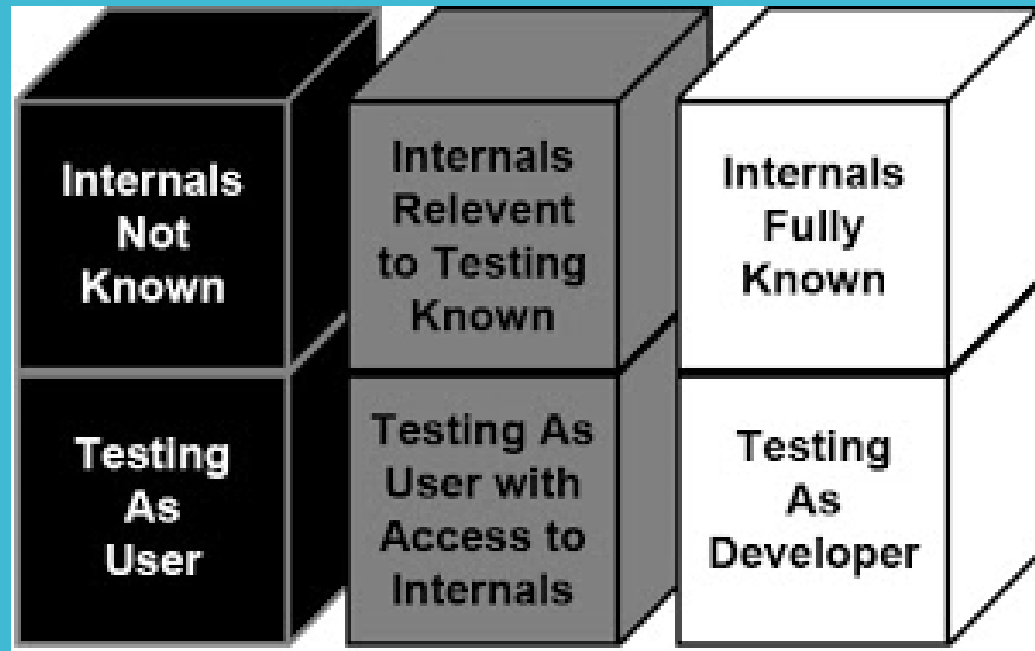 Internals
Not
Known
Internals
Relevent
to Testing
Known
Internals
Fully
Known
Testing
As
User
Testing As
User with
Access to
Internals
Testing
As
Developer